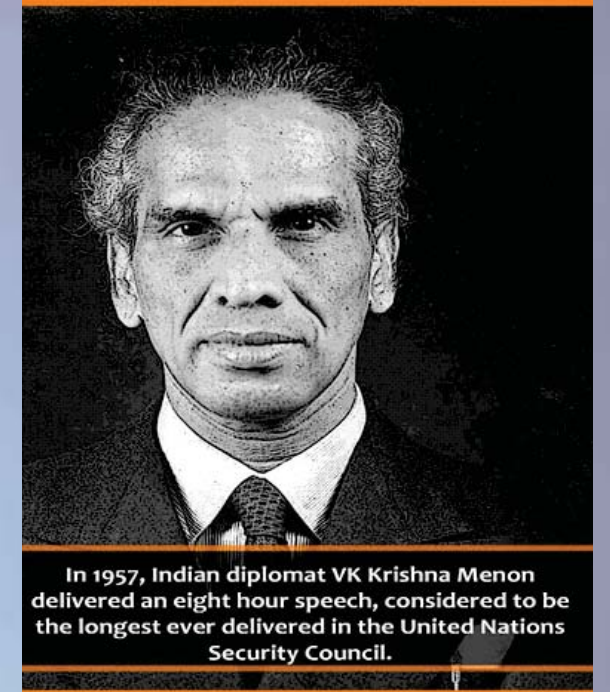 In 1957, Indian diplomat VK Krishna Menon
delivered an eight hour speech, considered to be
the longest ever delivered in the United Nations
Security Council.